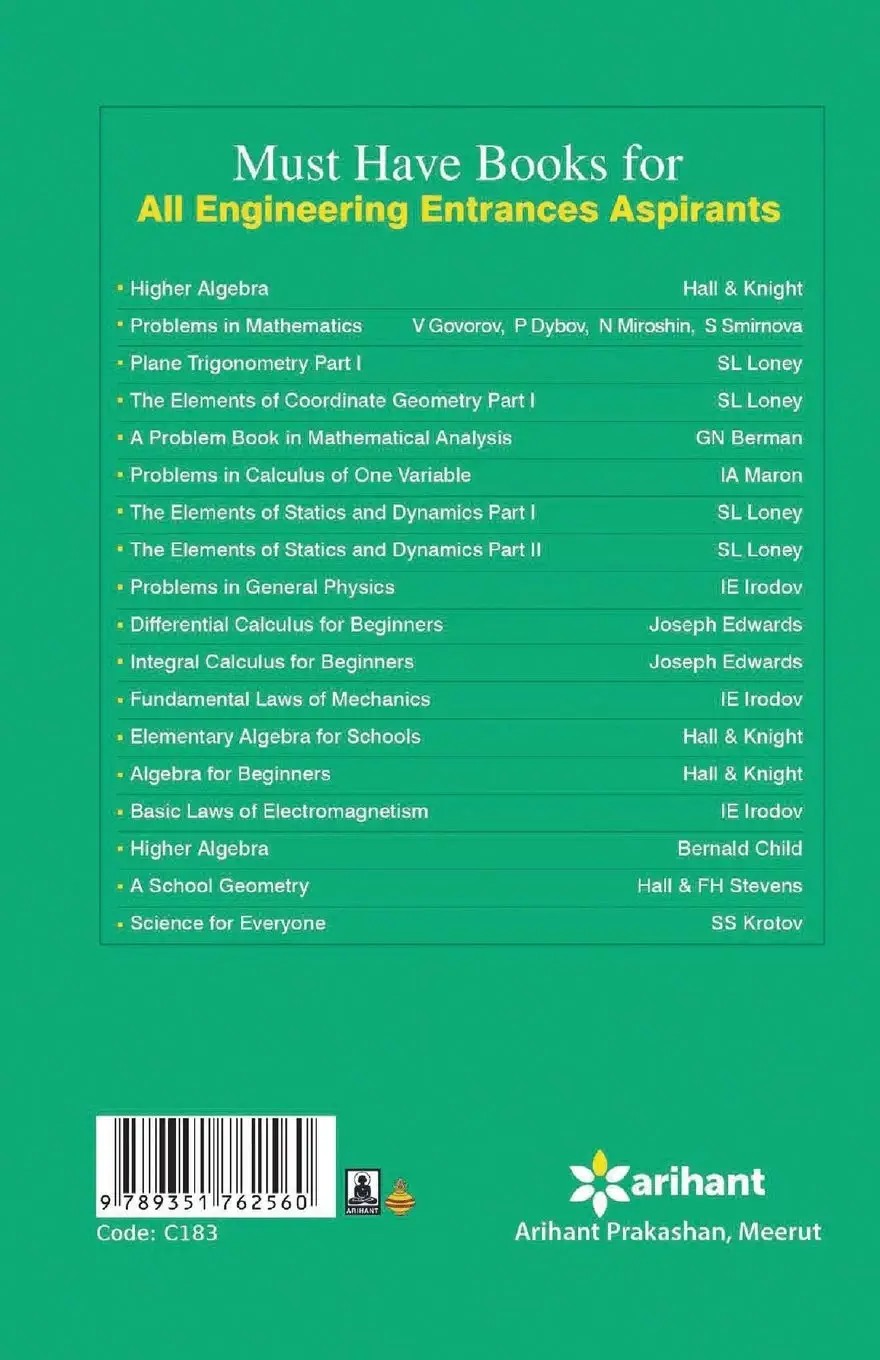 Must Have Books for
All Engineering Entrances Aspirants
▪ Higher Algebra Hall & Knight
▪ Problems in Mathematics V Govorov, P Dybov, N Miroshin, S Smirnova
▪ Plane Trigonometry Part I SL Loney
▪ The Elements of Coordinate Geometry Part I SL Loney
▪ A Problem Book in Mathematical Analysis GN Berman
▪ Problems in Calculus of One Variable IA Maron
▪ The Elements of Statics and Dynamics Part I SL Loney
▪ The Elements of Statics and Dynamics Part II SL Loney
▪ Problems in General Physics IE Irodov
▪ Differential Calculus for Beginners Joseph Edwards
▪ Integral Calculus for Beginners Joseph Edwards
▪ Fundamental Laws of Mechanics IE Irodov
▪ Elementary Algebra for Schools Hall & Knight
▪ Algebra for Beginners Hall & Knight
▪ Basic Laws of Electromagnetism IE Irodov
▪ Higher Algebra Bernald Child
▪ A School Geometry Hall & FH Stevens
▪ Science for Everyone SS Krotov
9 789351 762560
Code: C183
ARIHANT
arihant
Arihant Prakashan, Meerut